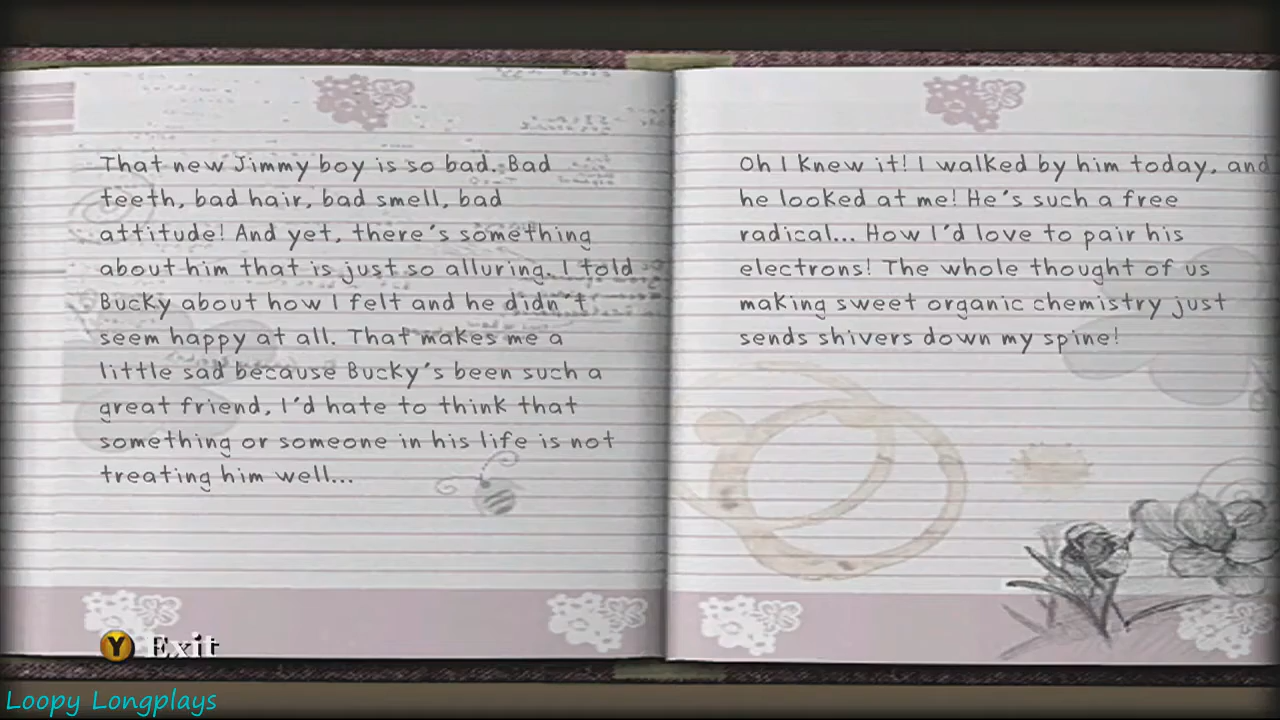 That new Jimmy boy is so bad. Bad
teeth, bad hair, bad smell, bad
attitude! And yet, there's something
about him that is just so alluring. I told
Bucky about how I felt and he didn't
seem happy at all. That makes me a
little sad because Bucky's been such a
great friend, I'd hate to think that
something or someone in his life is not
treating him well...
Oh I knew it! I walked by him today, and
he looked at me! He's such a free
radical... How I'd love to pair his
electrons! The whole thought of us
making sweet organic chemistry just
sends shivers down my spine!
Y Exit
Loopy Longplays